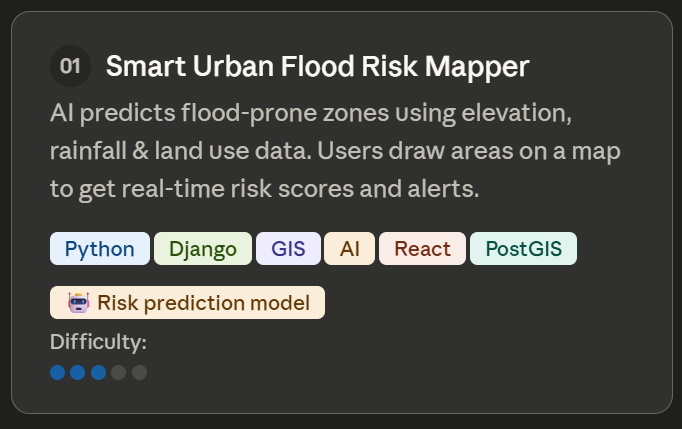 01 Smart Urban Flood Risk Mapper
AI predicts flood-prone zones using elevation,
rainfall & land use data. Users draw areas on a map
to get real-time risk scores and alerts.
Python Django GIS AI React PostGIS
Risk prediction model
Difficulty: